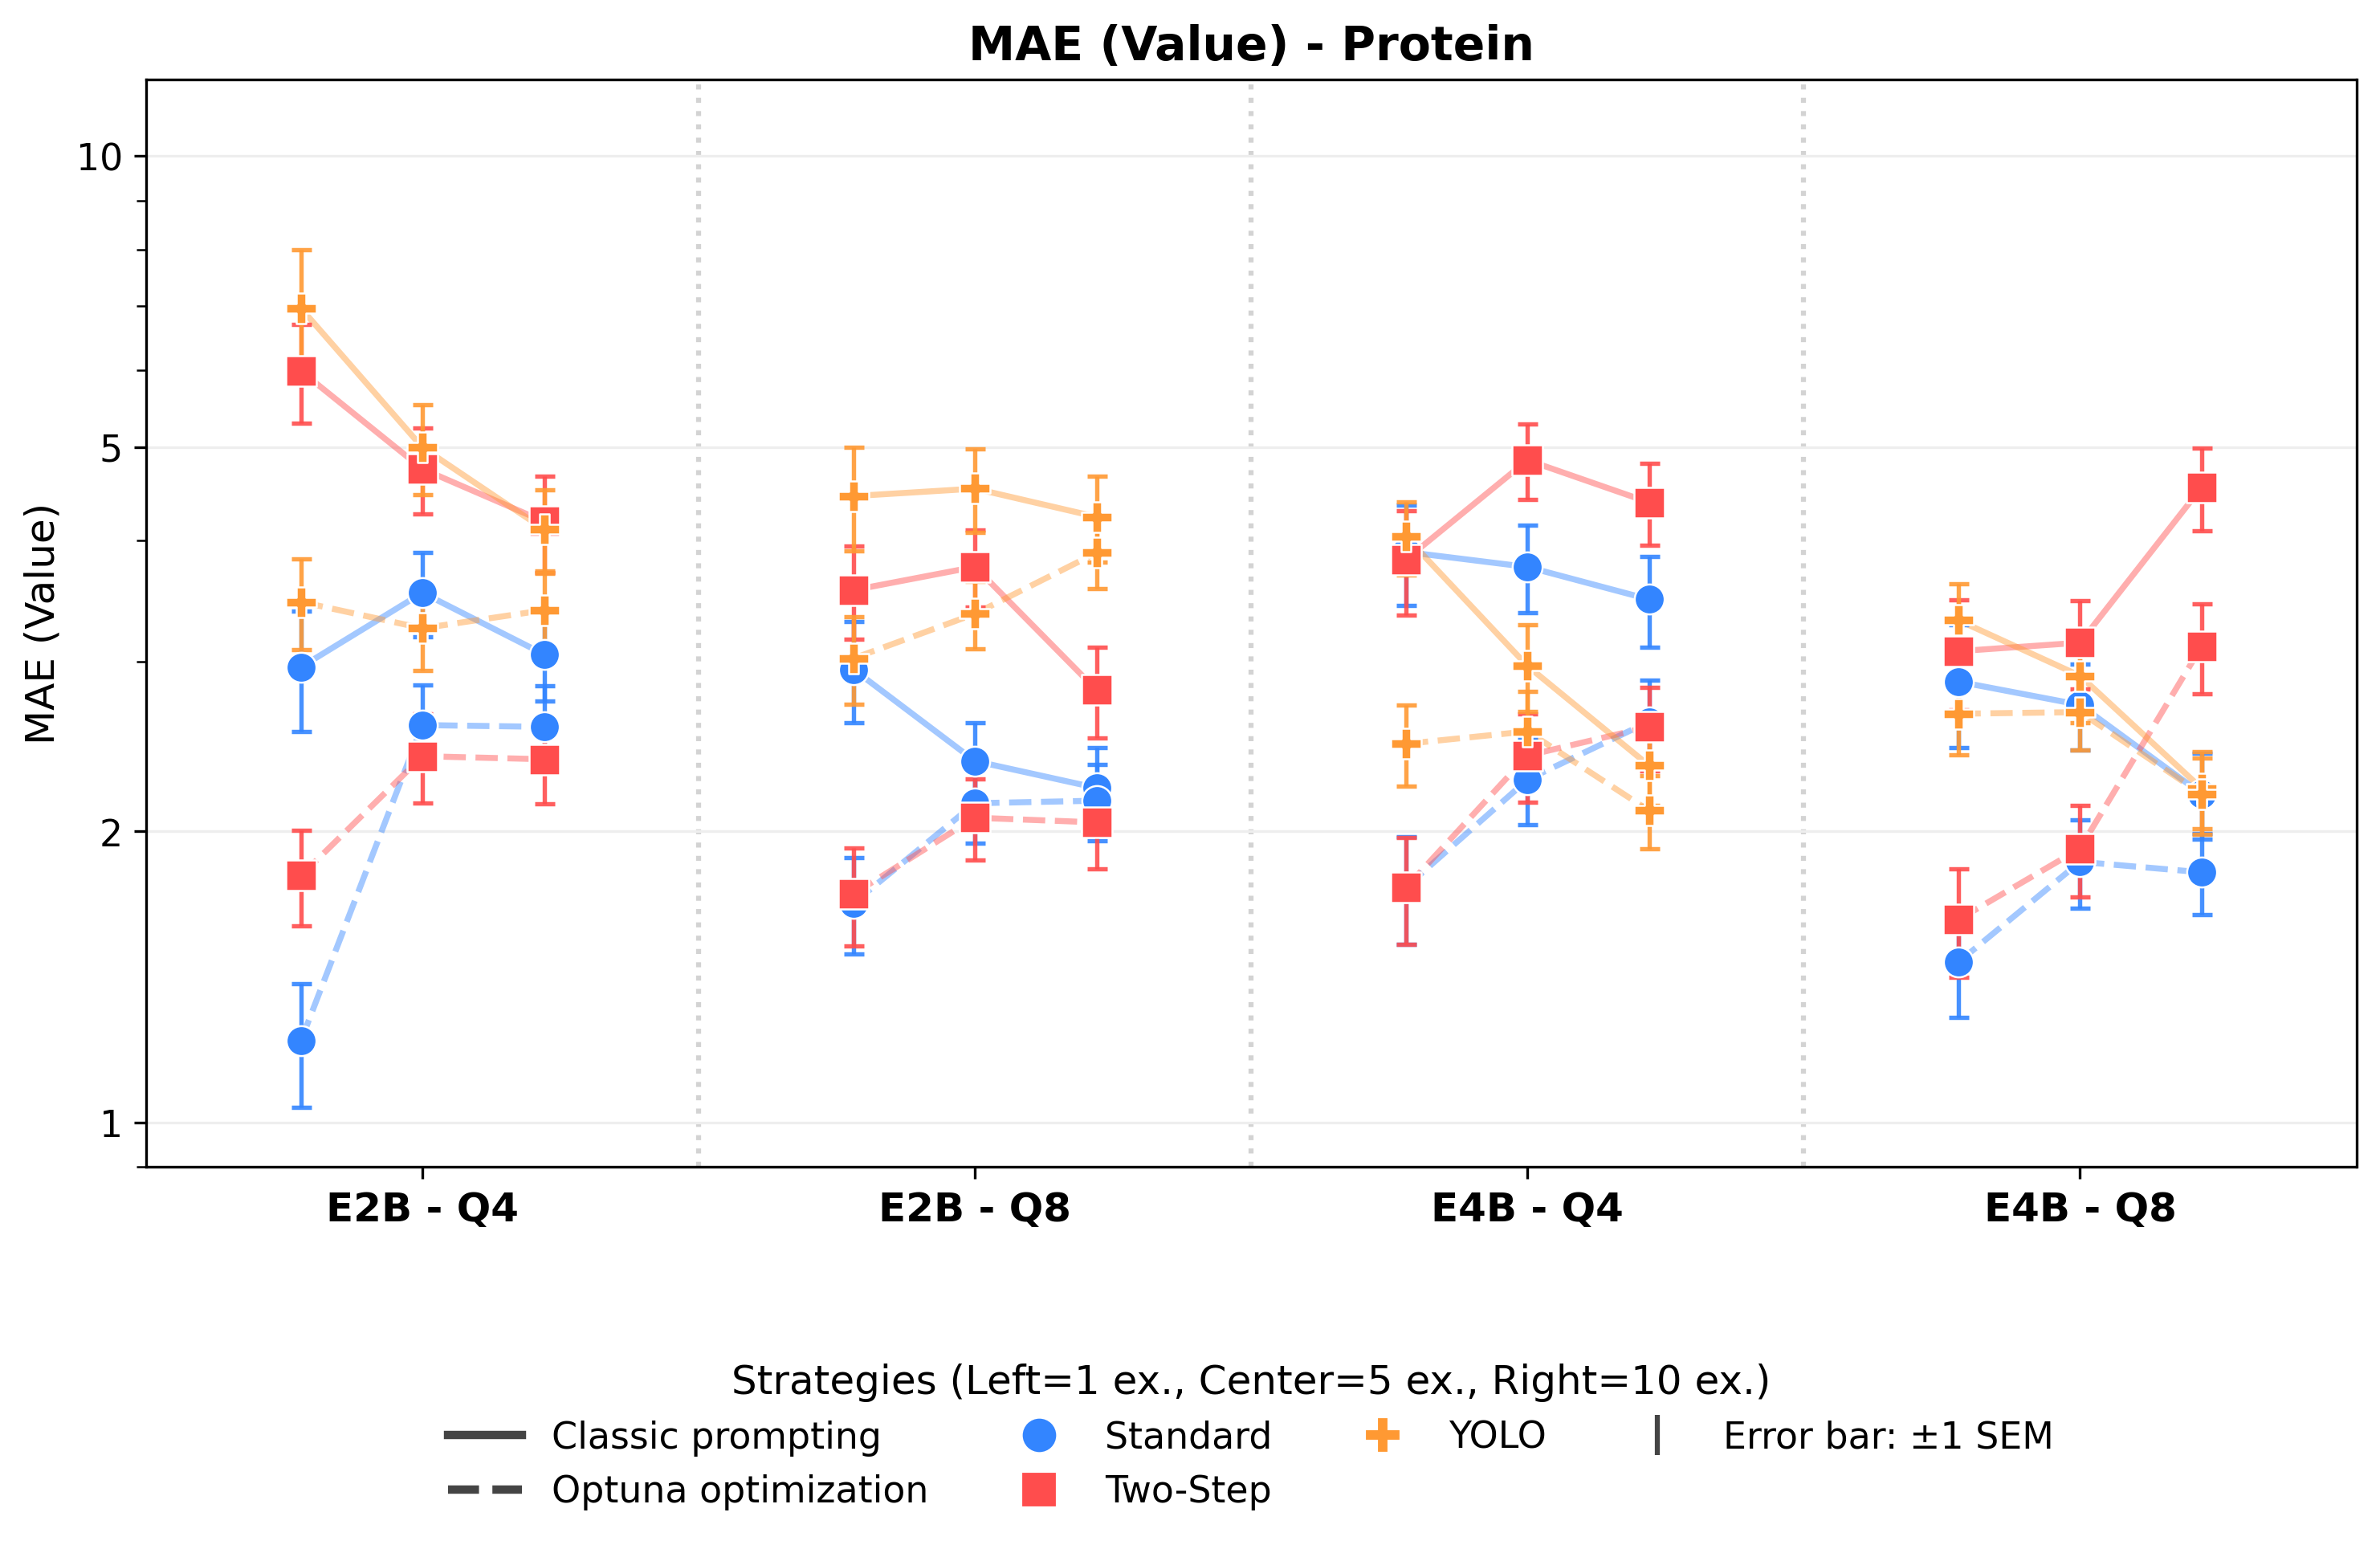 MAE (Value) - Protein
MAE (Value)
10
5
2
1
E2B - Q4
E2B - Q8
E4B - Q4
E4B - Q8
Strategies (Left=1 ex., Center=5 ex., Right=10 ex.)
Classic prompting
Standard
YOLO
Error bar: ±1 SEM
Optuna optimization
Two-Step